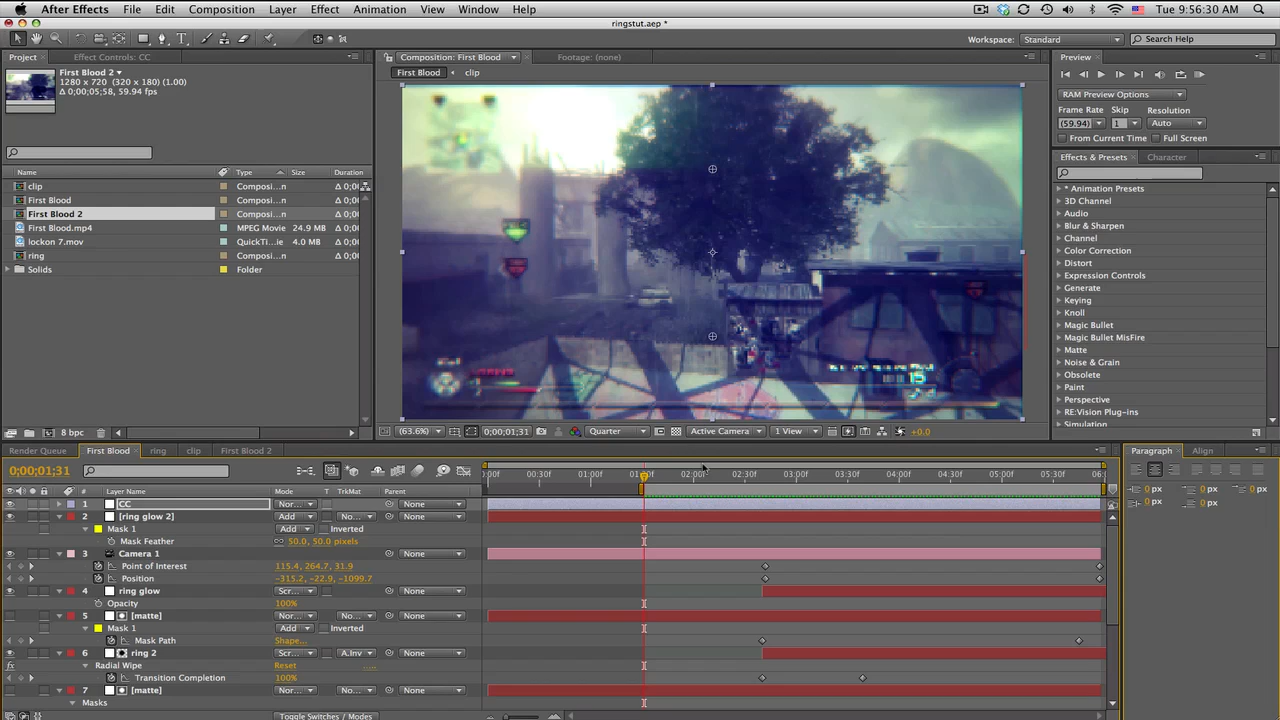 After Effects File Edit Composition Layer Effect Animation View Window Help Tue 9:56:30 AM
ringstut.aep *
Workspace: Standard Search Help
Project Effect Controls: CC Composition: First Blood Footage: (none) Preview
First Blood 2
1280 x 720 (320 x 180) (1.00)
Δ 0;00;05;58, 59.94 fps
First Blood clip
RAM Preview Options
Frame Rate Skip Resolution
(59.94) 1 Auto
From Current Time Full Screen
Effects & Presets Character
Name Type Size Duration
clip Composi...n Δ 0;0
First Blood Composi...n Δ 0;0
First Blood 2 Composi...n Δ 0;0
First Blood.mp4 MPEG Movie 24.9 MB Δ 0;0
lockon 7.mov QuickTi...ie 4.0 MB Δ 0;0
ring Composi...n Δ 0;0
Solids Folder
* Animation Presets
3D Channel
Audio
Blur & Sharpen
Channel
Color Correction
Distort
Expression Controls
Generate
Keying
Knoll
Magic Bullet
Magic Bullet MisFire
Matte
Noise & Grain
Obsolete
Paint
Perspective
RE:Vision Plug-ins
Simulation
15
8 bpc (63.6%) 0;00;01;31 Quarter Active Camera 1 View +0.0
Render Queue First Blood ring clip First Blood 2 Paragraph Align
0;00;01;31
00:30f 01:00f 02:00f 02:30f 03:00f 03:30f 04:00f 04:30f 05:00f 05:30f 06:
# Layer Name Mode T TrkMat Parent
1 CC Nor... None
2 [ring glow 2] Add No... None
Mask 1 Add Inverted
Mask Feather 50.0, 50.0 pixels
3 Camera 1 None
Point of Interest 115.4, 264.7, 31.9
Position -315.2, -22.9, -1099.7
4 ring glow Scr... None
Opacity 100%
5 [matte] Nor... No... None
Mask 1 Add Inverted
Mask Path Shape...
6 ring 2 Scr... A.Inv None
Radial Wipe Reset
Transition Completion 100%
7 [matte] Nor... No... None
Masks
Toggle Switches / Modes
0 px 0 px 0 px
0 px 0 px